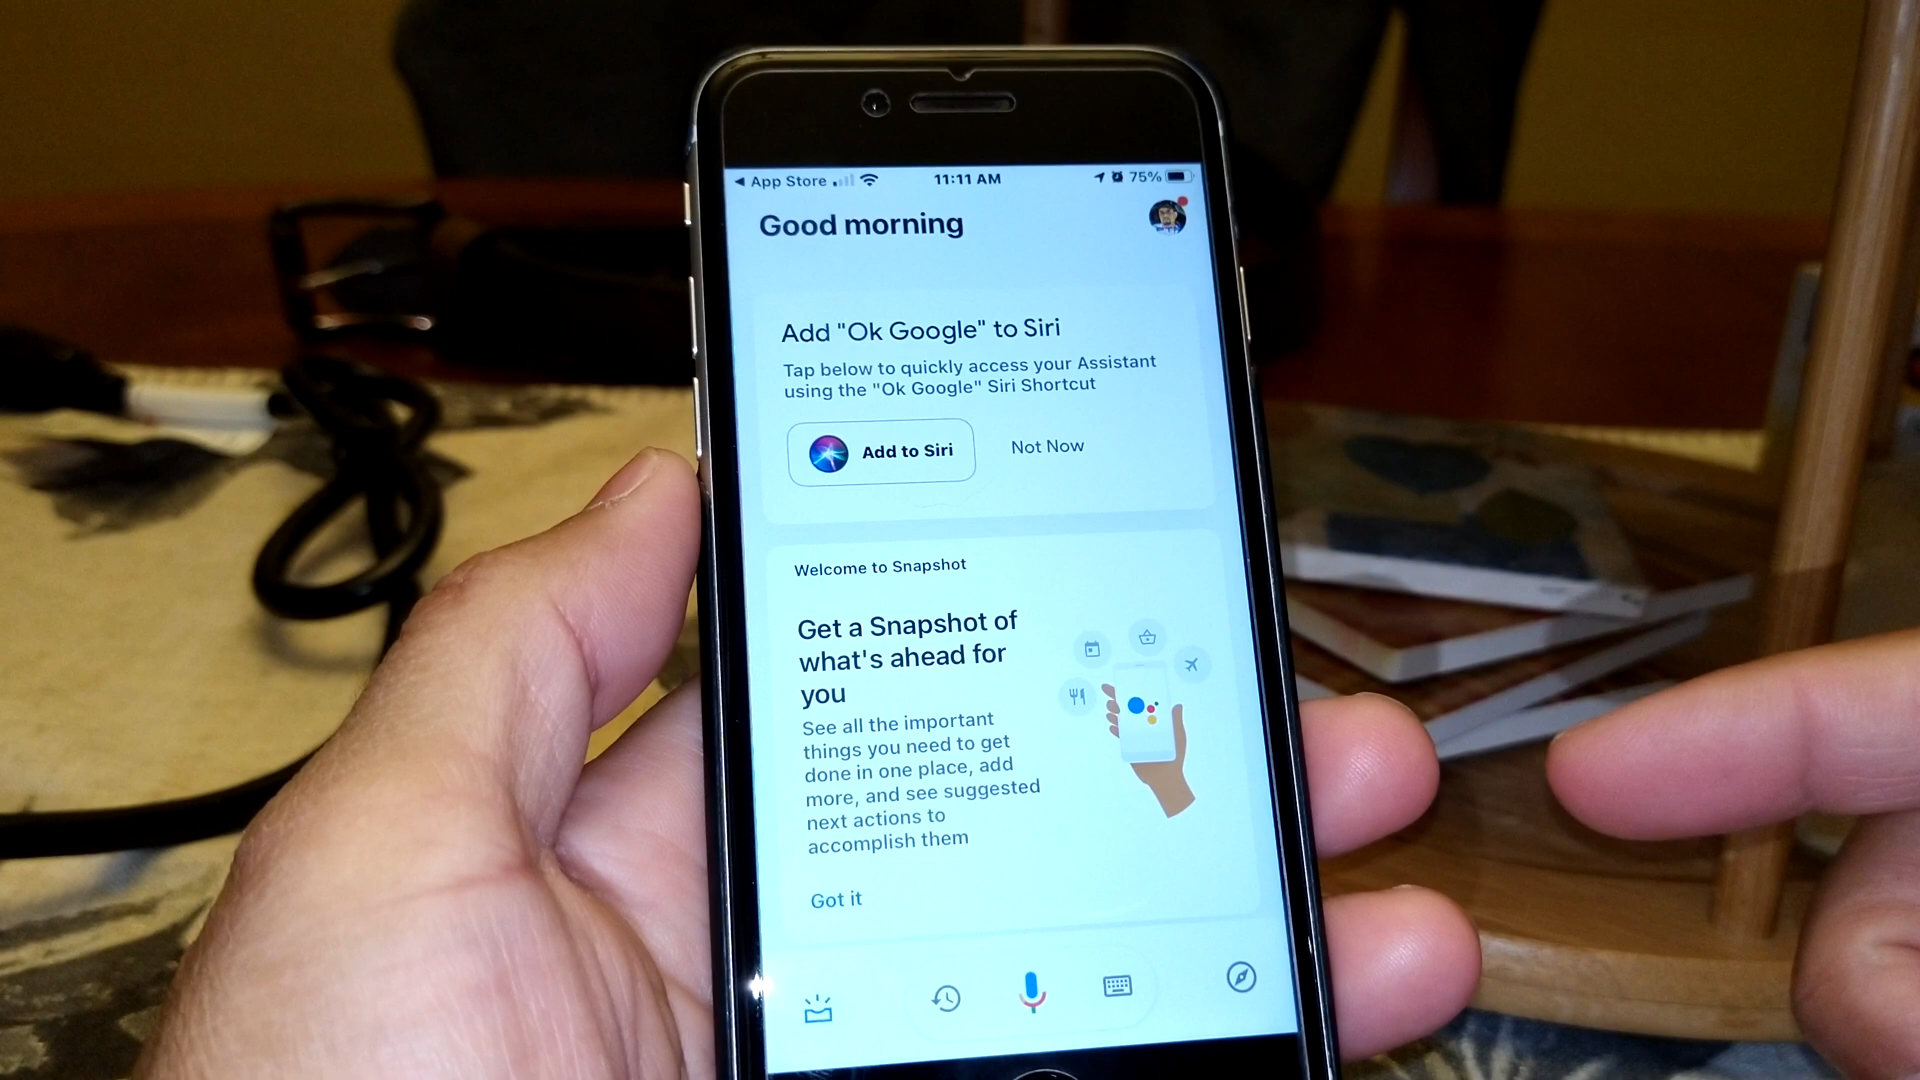 ◀ App Store
11:11 AM
75%
Good morning
Add "Ok Google" to Siri
Tap below to quickly access your Assistant
using the "Ok Google" Siri Shortcut
Add to Siri
Not Now
Welcome to Snapshot
Get a Snapshot of
what's ahead for
you
See all the important
things you need to get
done in one place, add
more, and see suggested
next actions to
accomplish them
Got it